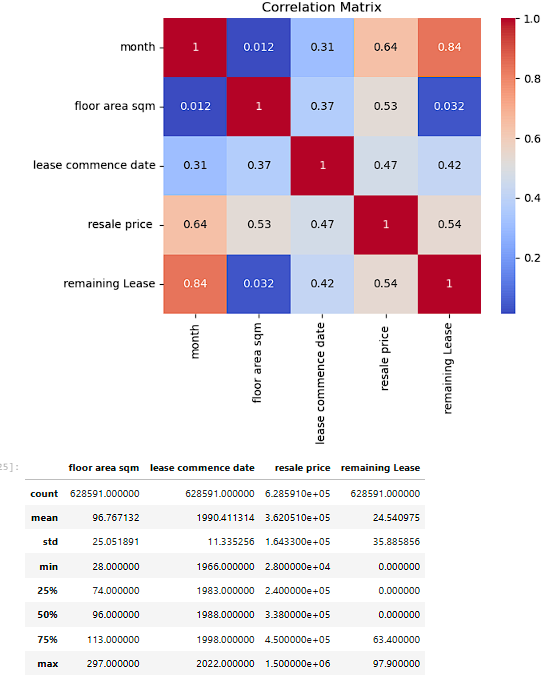 Correlation Matrix
month 1 0.012 0.31 0.64 0.84
floor area sqm 0.012 1 0.37 0.53 0.032
lease commence date 0.31 0.37 1 0.47 0.42
resale price 0.64 0.53 0.47 1 0.54
remaining Lease 0.84 0.032 0.42 0.54 1
month floor area sqm lease commence date resale price remaining Lease
1.0
0.8
0.6
0.4
0.2
floor area sqm lease commence date resale price remaining Lease
count 628591.000000 628591.000000 6.285910e+05 628591.000000
mean 96.767132 1990.411314 3.620510e+05 24.540975
std 25.051891 11.335256 1.643300e+05 35.885856
min 28.000000 1966.000000 2.800000e+04 0.000000
25% 74.000000 1983.000000 2.400000e+05 0.000000
50% 96.000000 1988.000000 3.380000e+05 0.000000
75% 113.000000 1998.000000 4.500000e+05 63.400000
max 297.000000 2022.000000 1.500000e+06 97.900000